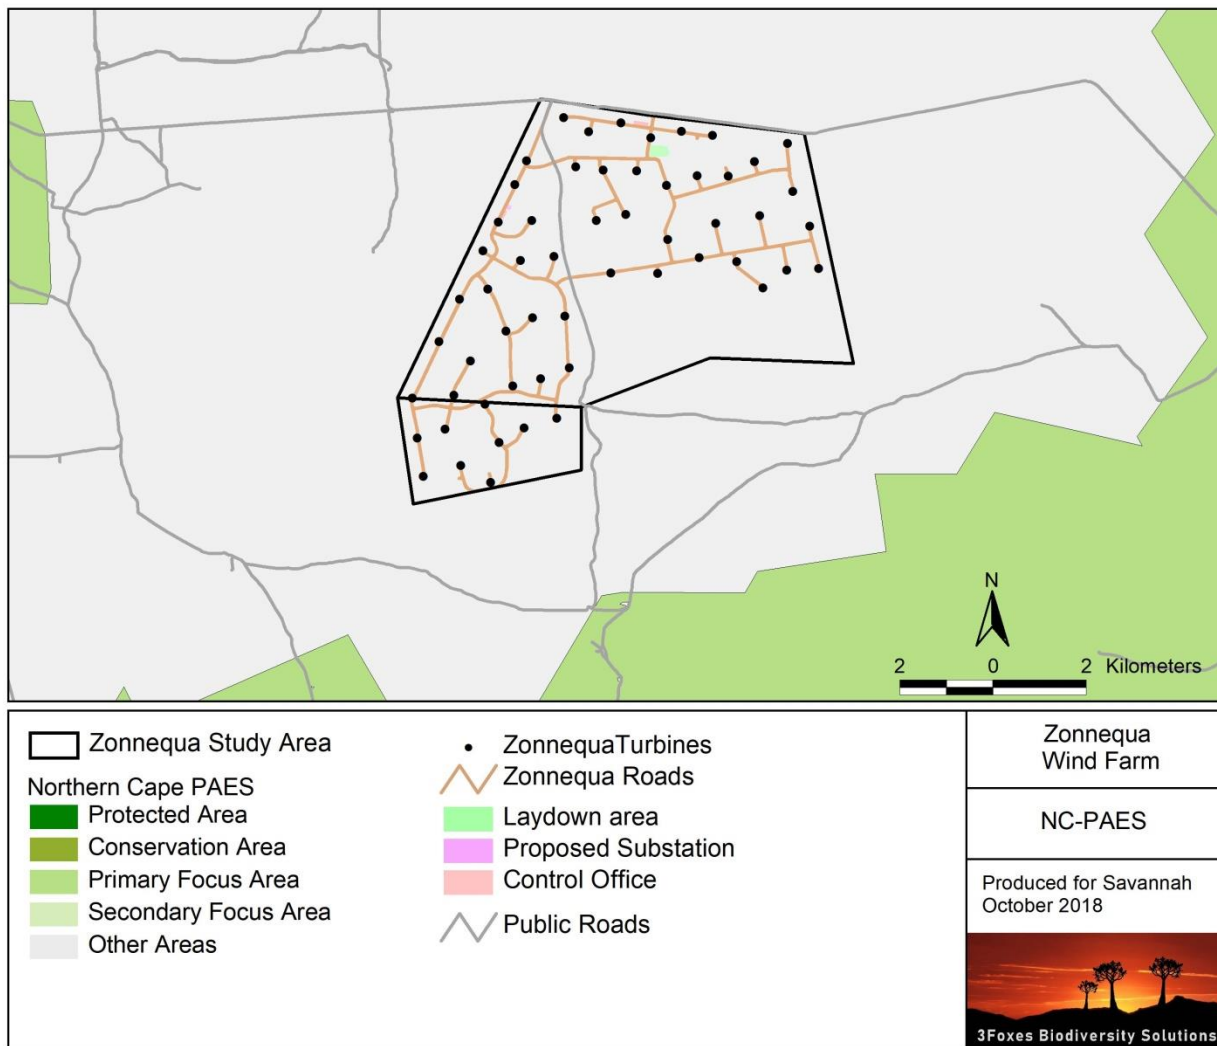 N
2 0 2 Kilometers
Zonnequa Study Area
Northern Cape PAES
Protected Area
Conservation Area
Primary Focus Area
Secondary Focus Area
Other Areas
ZonnequaTurbines
Zonnequa Roads
Laydown area
Proposed Substation
Control Office
Public Roads
Zonnequa
Wind Farm
NC-PAES
Produced for Savannah
October 2018
3Foxes Biodiversity Solutions